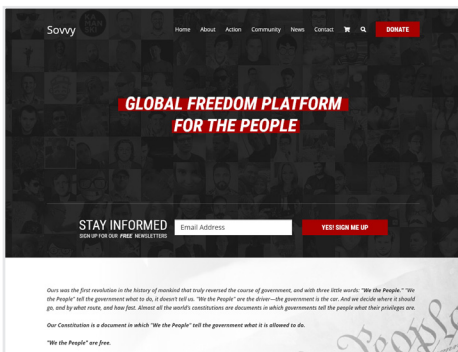 Sovvy
Home About Action Community News Contact DONATE
GLOBAL FREEDOM PLATFORM
FOR THE PEOPLE
STAY INFORMED
SIGN UP FOR OUR FREE NEWSLETTERS
Email Address
YES! SIGN ME UP
Ours was the first revolution in the history of mankind that truly reversed the course of government, and with three little words: "We the People." "We
the People" tell the government what to do, it doesn't tell us. "We the People" are the driver—the government is the car. And we decide where it should
go, and by what route, and how fast. Almost all the world's constitutions are documents in which governments tell the people what their privileges are.
Our Constitution is a document in which "We the People" tell the government what it is allowed to do.
"We the People" are free.